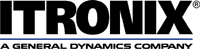 ITRONIX®
A GENERAL DYNAMICS COMPANY